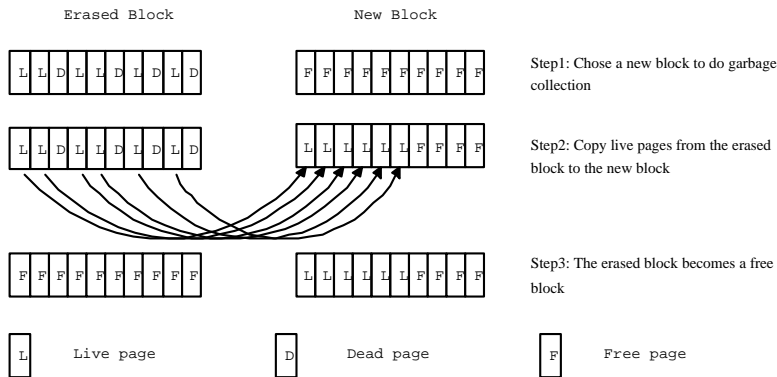 Erased Block New Block
L L D L L D L D L D F F F F F F F F F F Step1: Chose a new block to do garbage
collection
L L D L L D L D L D L L L L L L F F F F Step2: Copy live pages from the erased
block to the new block
F F F F F F F F F F L L L L L L F F F F Step3: The erased block becomes a free
block
L Live page D Dead page F Free page